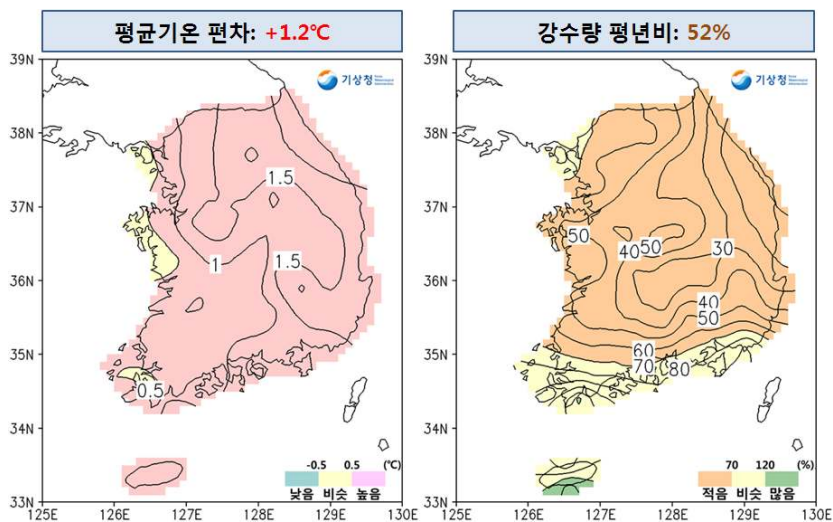 평균기온 편차: +1.2℃
강수량 평년비: 52%
39N
38N
37N
36N
35N
34N
33N
125E
126E
127E
128E
129E
130E
기상청
1.5
1
1.5
0.5
-0.5 0.5 (℃)
낮음 비슷 높음
39N
38N
37N
36N
35N
34N
33N
125E
126E
127E
128E
129E
130E
기상청
50
40
50
30
40
50
60
70
80
70 120 (%)
적음 비슷 많음